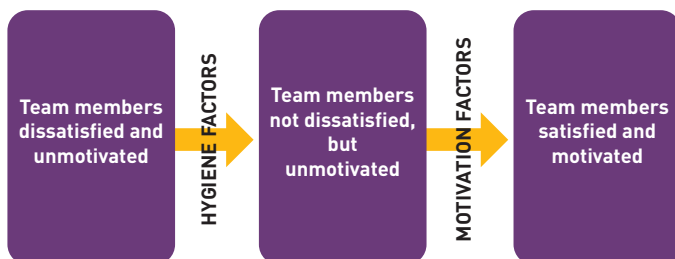 Team members
dissatisfied and
unmotivated
HYGIENE FACTORS
Team members
not dissatisfied,
but
unmotivated
MOTIVATION FACTORS
Team members
satisfied and
motivated